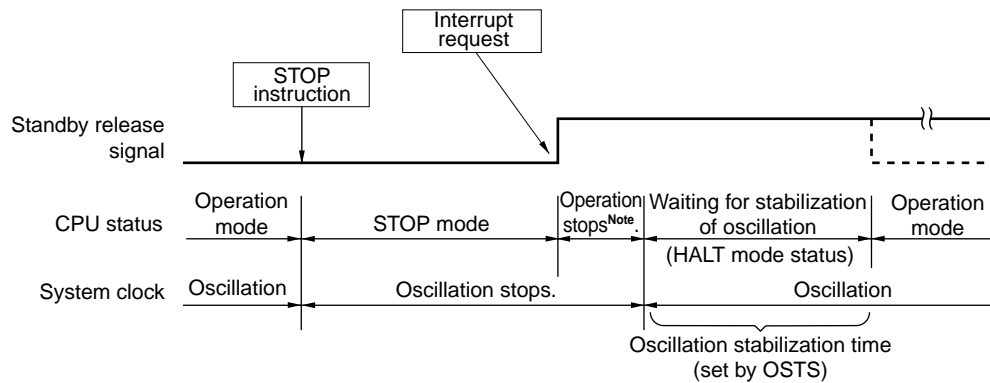 Interrupt
request
STOP
instruction
Standby release
signal
CPU status
Operation
mode
STOP mode
Operation
stopsNote.
Waiting for stabilization
of oscillation
(HALT mode status)
Operation
mode
System clock
Oscillation
Oscillation stops.
Oscillation
Oscillation stabilization time
(set by OSTS)